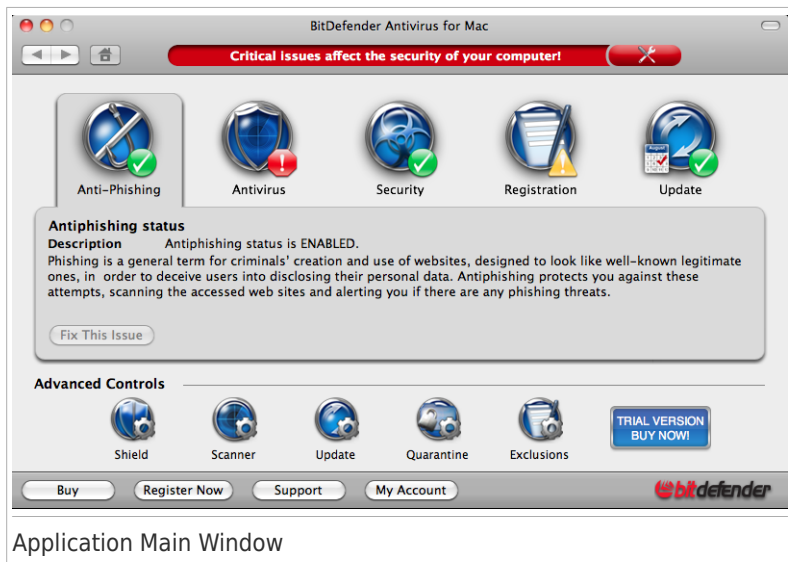 BitDefender Antivirus for Mac
Critical issues affect the security of your computer!
Anti-Phishing
Antivirus
Security
Registration
August
Update
Antiphishing status
Description Antiphishing status is ENABLED.
Phishing is a general term for criminals' creation and use of websites, designed to look like well-known legitimate
ones, in order to deceive users into disclosing their personal data. Antiphishing protects you against these
attempts, scanning the accessed web sites and alerting you if there are any phishing threats.
Fix This Issue
Advanced Controls
Shield
Scanner
Update
Quarantine
Exclusions
TRIAL VERSION
BUY NOW!
Buy
Register Now
Support
My Account
bitdefender
Application Main Window